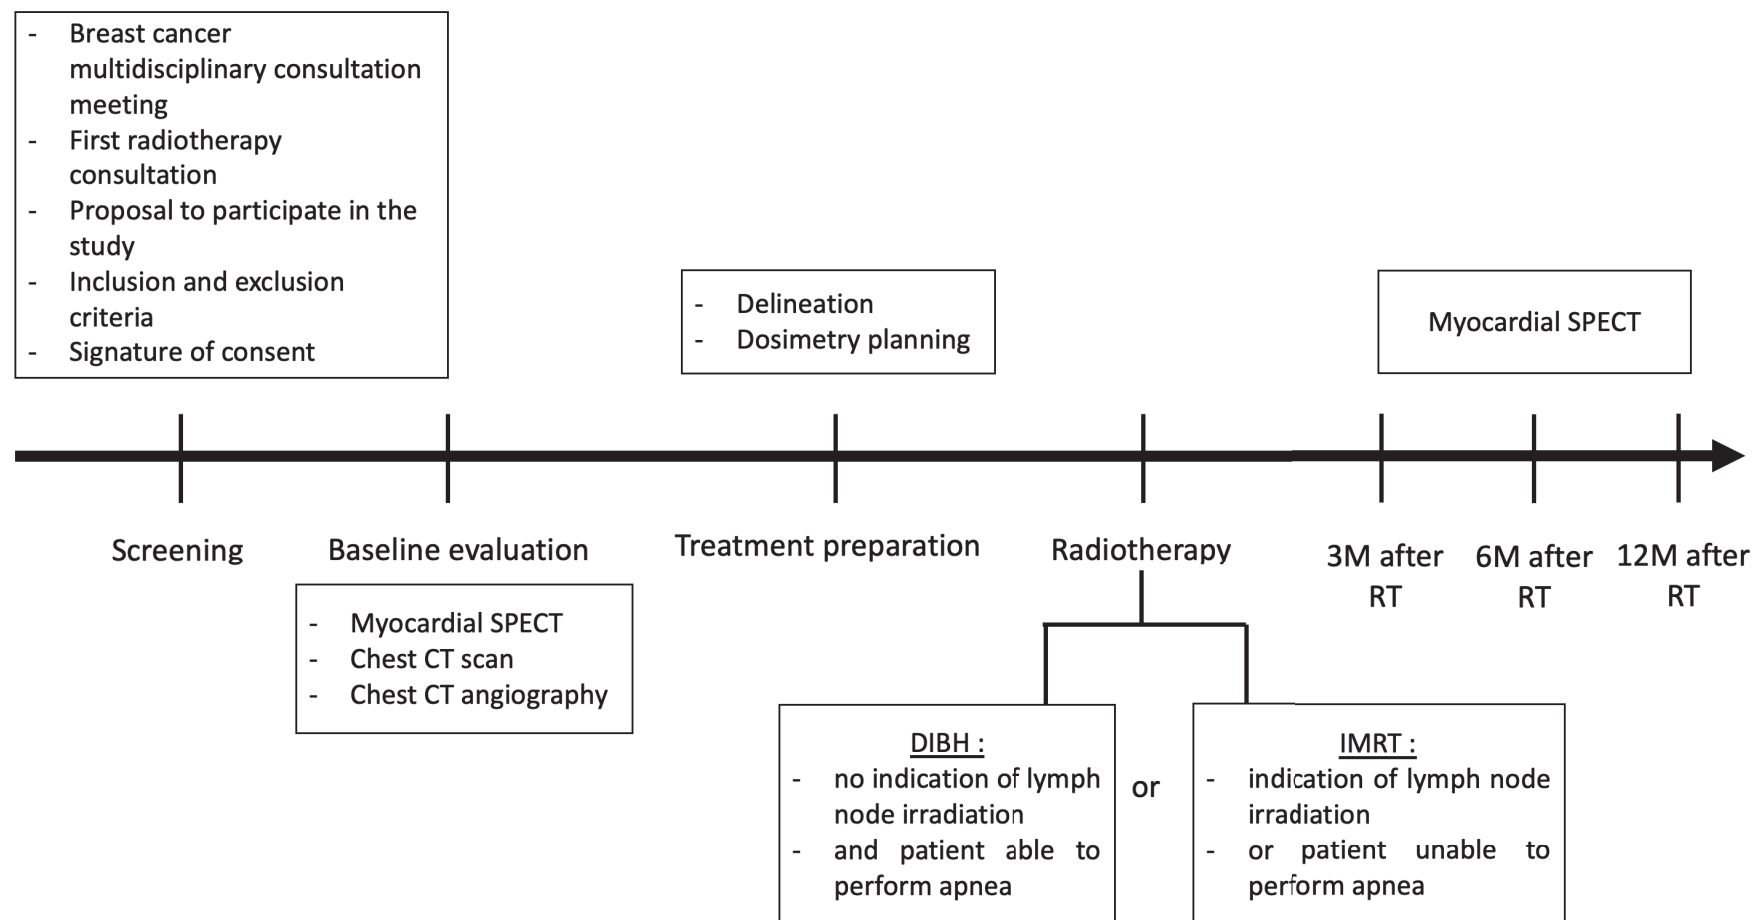 - Breast cancer
multidisciplinary consultation
meeting
- First radiotherapy
consultation
- Proposal to participate in the
study
- Inclusion and exclusion
criteria
- Signature of consent
- Delineation
- Dosimetry planning
Myocardial SPECT
Screening
Baseline evaluation
Treatment preparation
Radiotherapy
3M after
RT
6M after
RT
12M after
RT
- Myocardial SPECT
- Chest CT scan
- Chest CT angiography
DIBH :
- no indication of lymph
node irradiation
- and patient able to
perform apnea
or
IMRT :
- indication of lymph node
irradiation
- or patient unable to
perform apnea